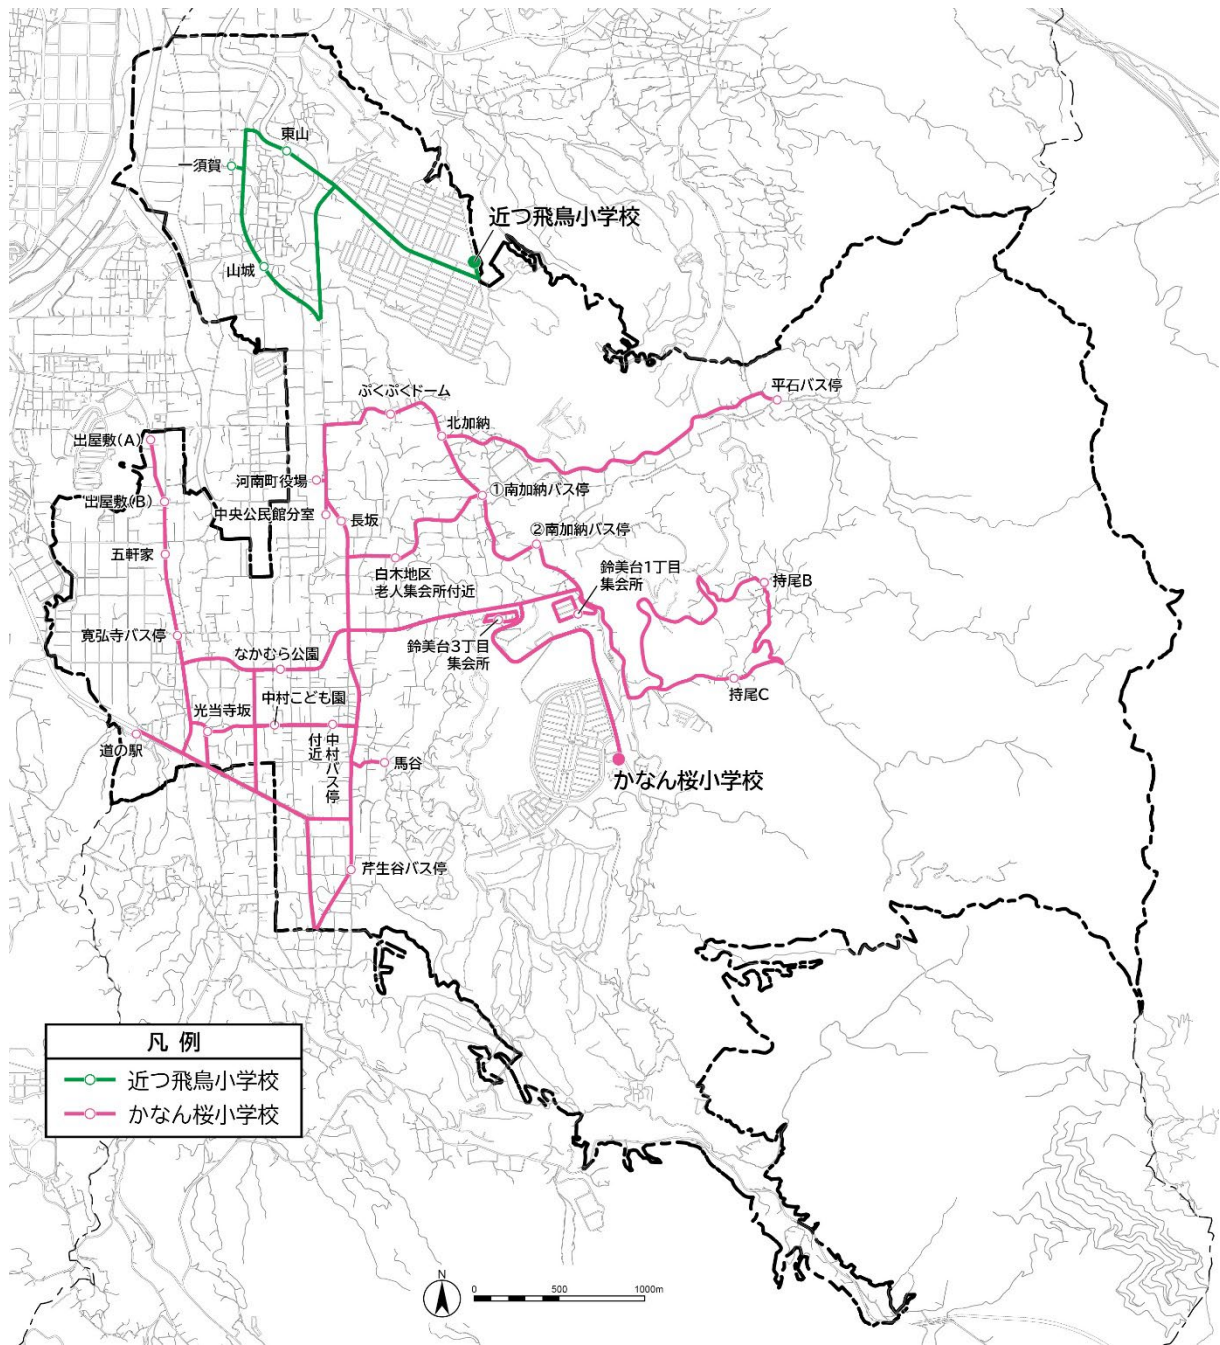 東山
一須賀
近つ飛鳥小学校
山城
ぷくぷくドーム
平石バス停
北加納
出屋敷(A)
河南町役場
①南加納バス停
出屋敷(B)
中央公民館分室
長坂
②南加納バス停
五軒家
白木地区
老人集会所付近
鈴美台1丁目
集会所
持尾B
寛弘寺バス停
なかむら公園
鈴美台3丁目
集会所
持尾C
中村こども園
光当寺坂
道の駅
中村バス停
付近
馬谷
かなん桜小学校
芹生谷バス停
凡例
近つ飛鳥小学校
かなん桜小学校
N
0 500 1000m